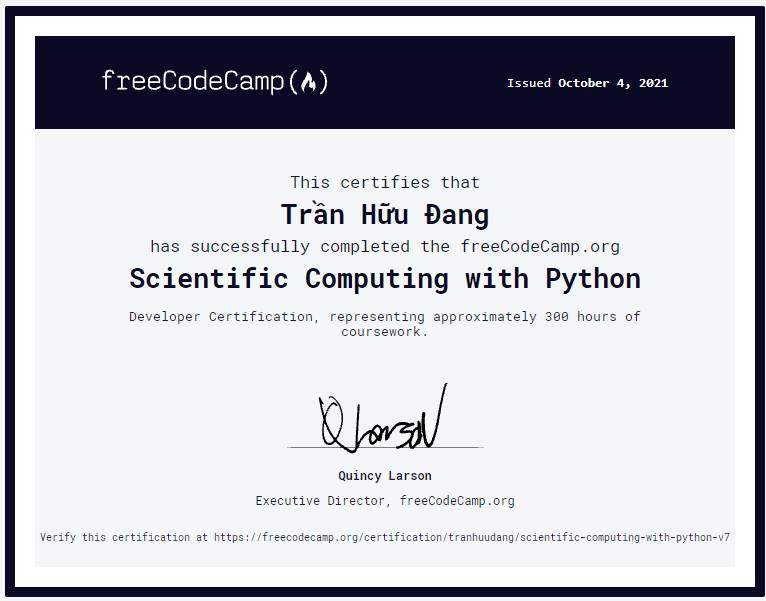 freeCodeCamp(🔥)
Issued October 4, 2021
This certifies that
Trần Hữu Đang
has successfully completed the freeCodeCamp.org
Scientific Computing with Python
Developer Certification, representing approximately 300 hours of
coursework.
Q Larson
Quincy Larson
Executive Director, freeCodeCamp.org
Verify this certification at https://freecodecamp.org/certification/tranhuudang/scientific-computing-with-python-v7